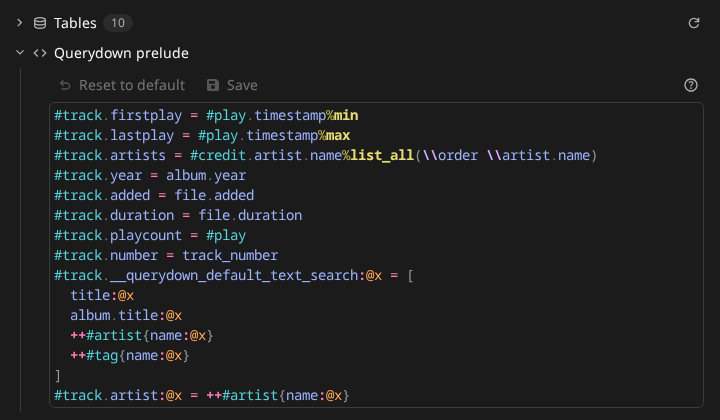 Tables 10
Querydown prelude
Reset to default Save
#track.firstplay = #play.timestamp%min
#track.lastplay = #play.timestamp%max
#track.artists = #credit.artist.name%list_all(\\order \\artist.name)
#track.year = album.year
#track.added = file.added
#track.duration = file.duration
#track.playcount = #play
#track.number = track_number
#track.__querydown_default_text_search:@x = [
  title:@x
  album.title:@x
  ++#artist{name:@x}
  ++#tag{name:@x}
]
#track.artist:@x = ++#artist{name:@x}